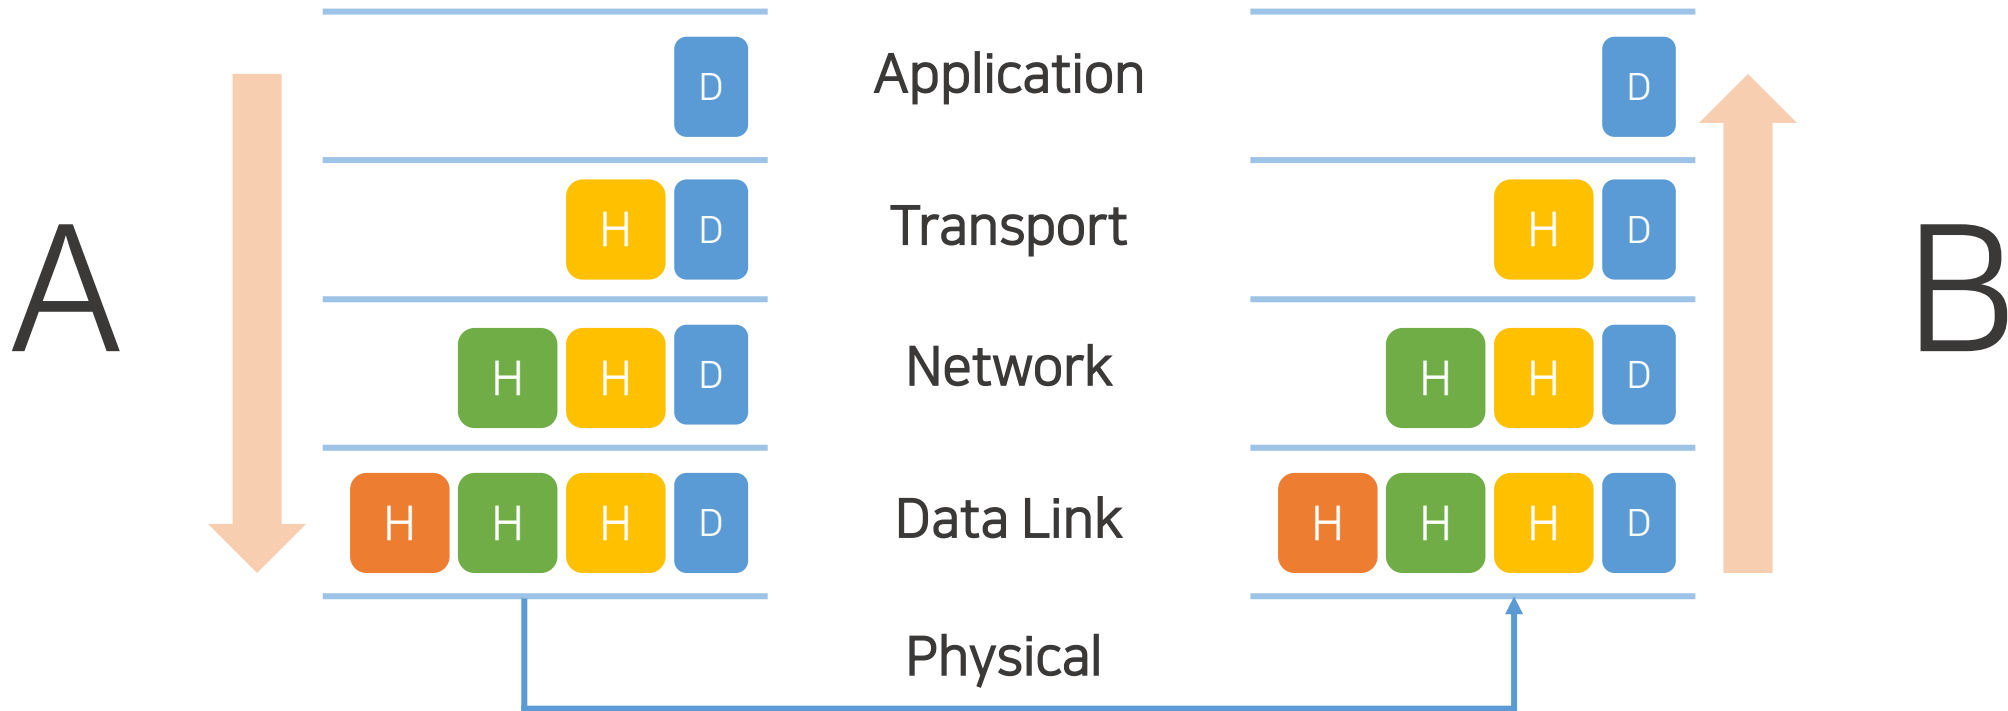 D Application D
H D Transport H D
A B
H H D Network H H D
H H H D Data Link H H H D
Physical